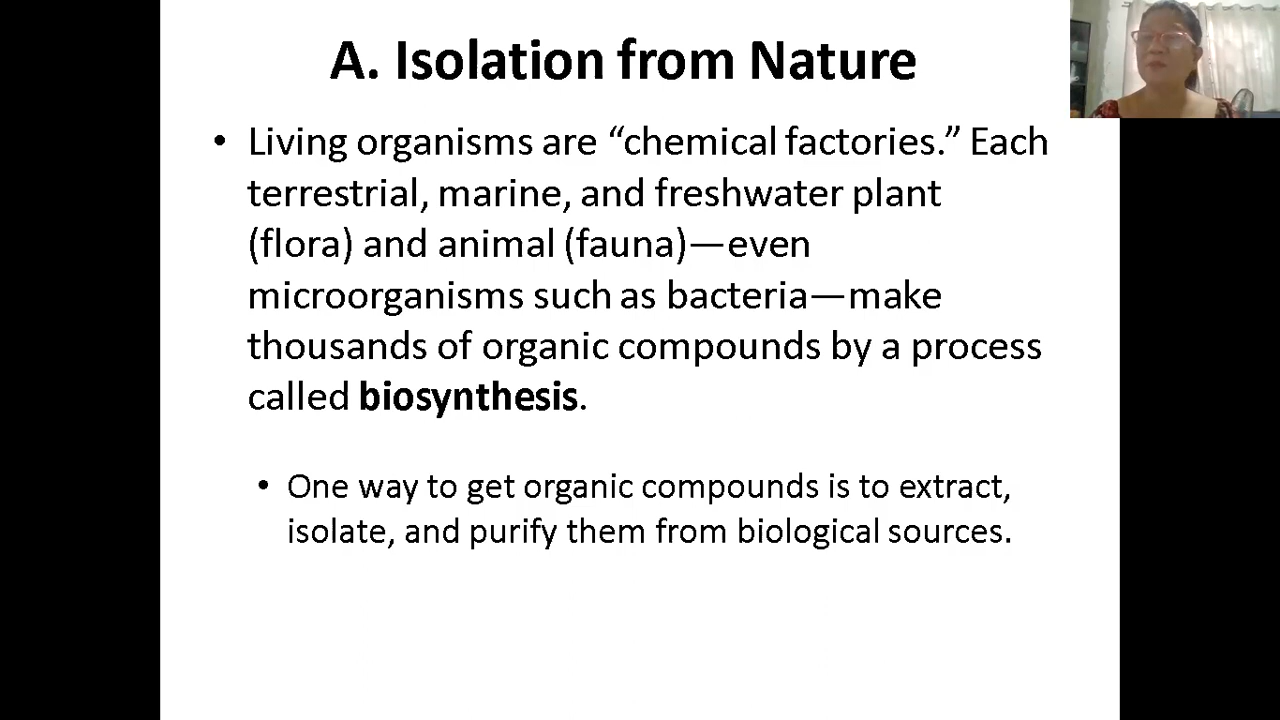 A. Isolation from Nature
• Living organisms are “chemical factories.” Each
terrestrial, marine, and freshwater plant
(flora) and animal (fauna)—even
microorganisms such as bacteria—make
thousands of organic compounds by a process
called biosynthesis.
• One way to get organic compounds is to extract,
isolate, and purify them from biological sources.